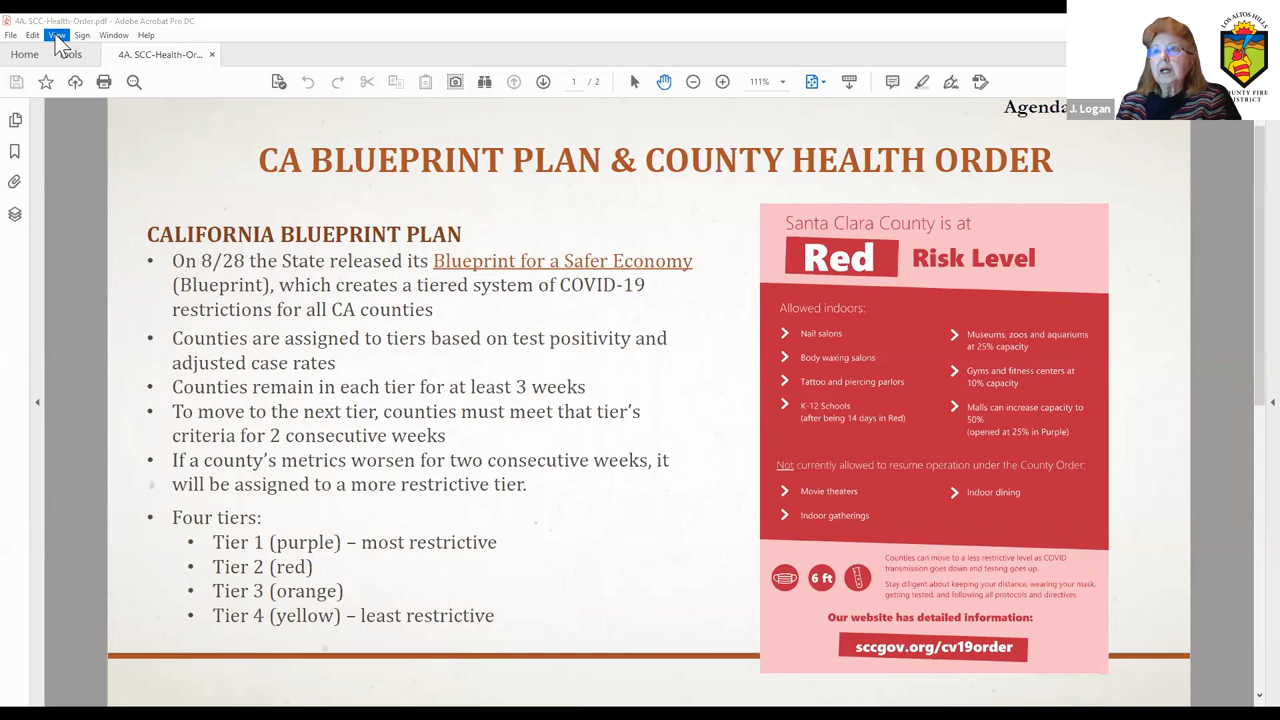 4A. SCC-Health-Order.pdf - Adobe Acrobat Pro DC
File Edit View Sign Window Help
Home 4A. SCC-Health-Or... ×
1 / 2 111%
LOS ALTOS HILLS
COUNTY FIRE
DISTRICT
J. Logan
CA BLUEPRINT PLAN & COUNTY HEALTH ORDER
CALIFORNIA BLUEPRINT PLAN
• On 8/28 the State released its Blueprint for a Safer Economy
(Blueprint), which creates a tiered system of COVID-19
restrictions for all CA counties
• Counties are assigned to tiers based on test positivity and
adjusted case rates
• Counties remain in each tier for at least 3 weeks
• To move to the next tier, counties must meet that tier's
criteria for 2 consecutive weeks
• If a county's metrics worsen for two consecutive weeks, it
will be assigned to a more restrictive tier.
• Four tiers:
• Tier 1 (purple) – most restrictive
• Tier 2 (red)
• Tier 3 (orange)
• Tier 4 (yellow) – least restrictive
Santa Clara County is at
Red Risk Level
Allowed indoors:
Nail salons
Body waxing salons
Tattoo and piercing parlors
K-12 Schools
(after being 14 days in Red)
Museums, zoos and aquariums
at 25% capacity
Gyms and fitness centers at
10% capacity
Malls can increase capacity to
50%
(opened at 25% in Purple)
Not currently allowed to resume operation under the County Order:
Movie theaters
Indoor gatherings
Indoor dining
6 ft
Counties can move to a less restrictive level as COVID
transmission goes down and testing goes up.
Stay diligent about keeping your distance, wearing your mask,
getting tested, and following all protocols and directives.
Our website has detailed information:
sccgov.org/cv19order